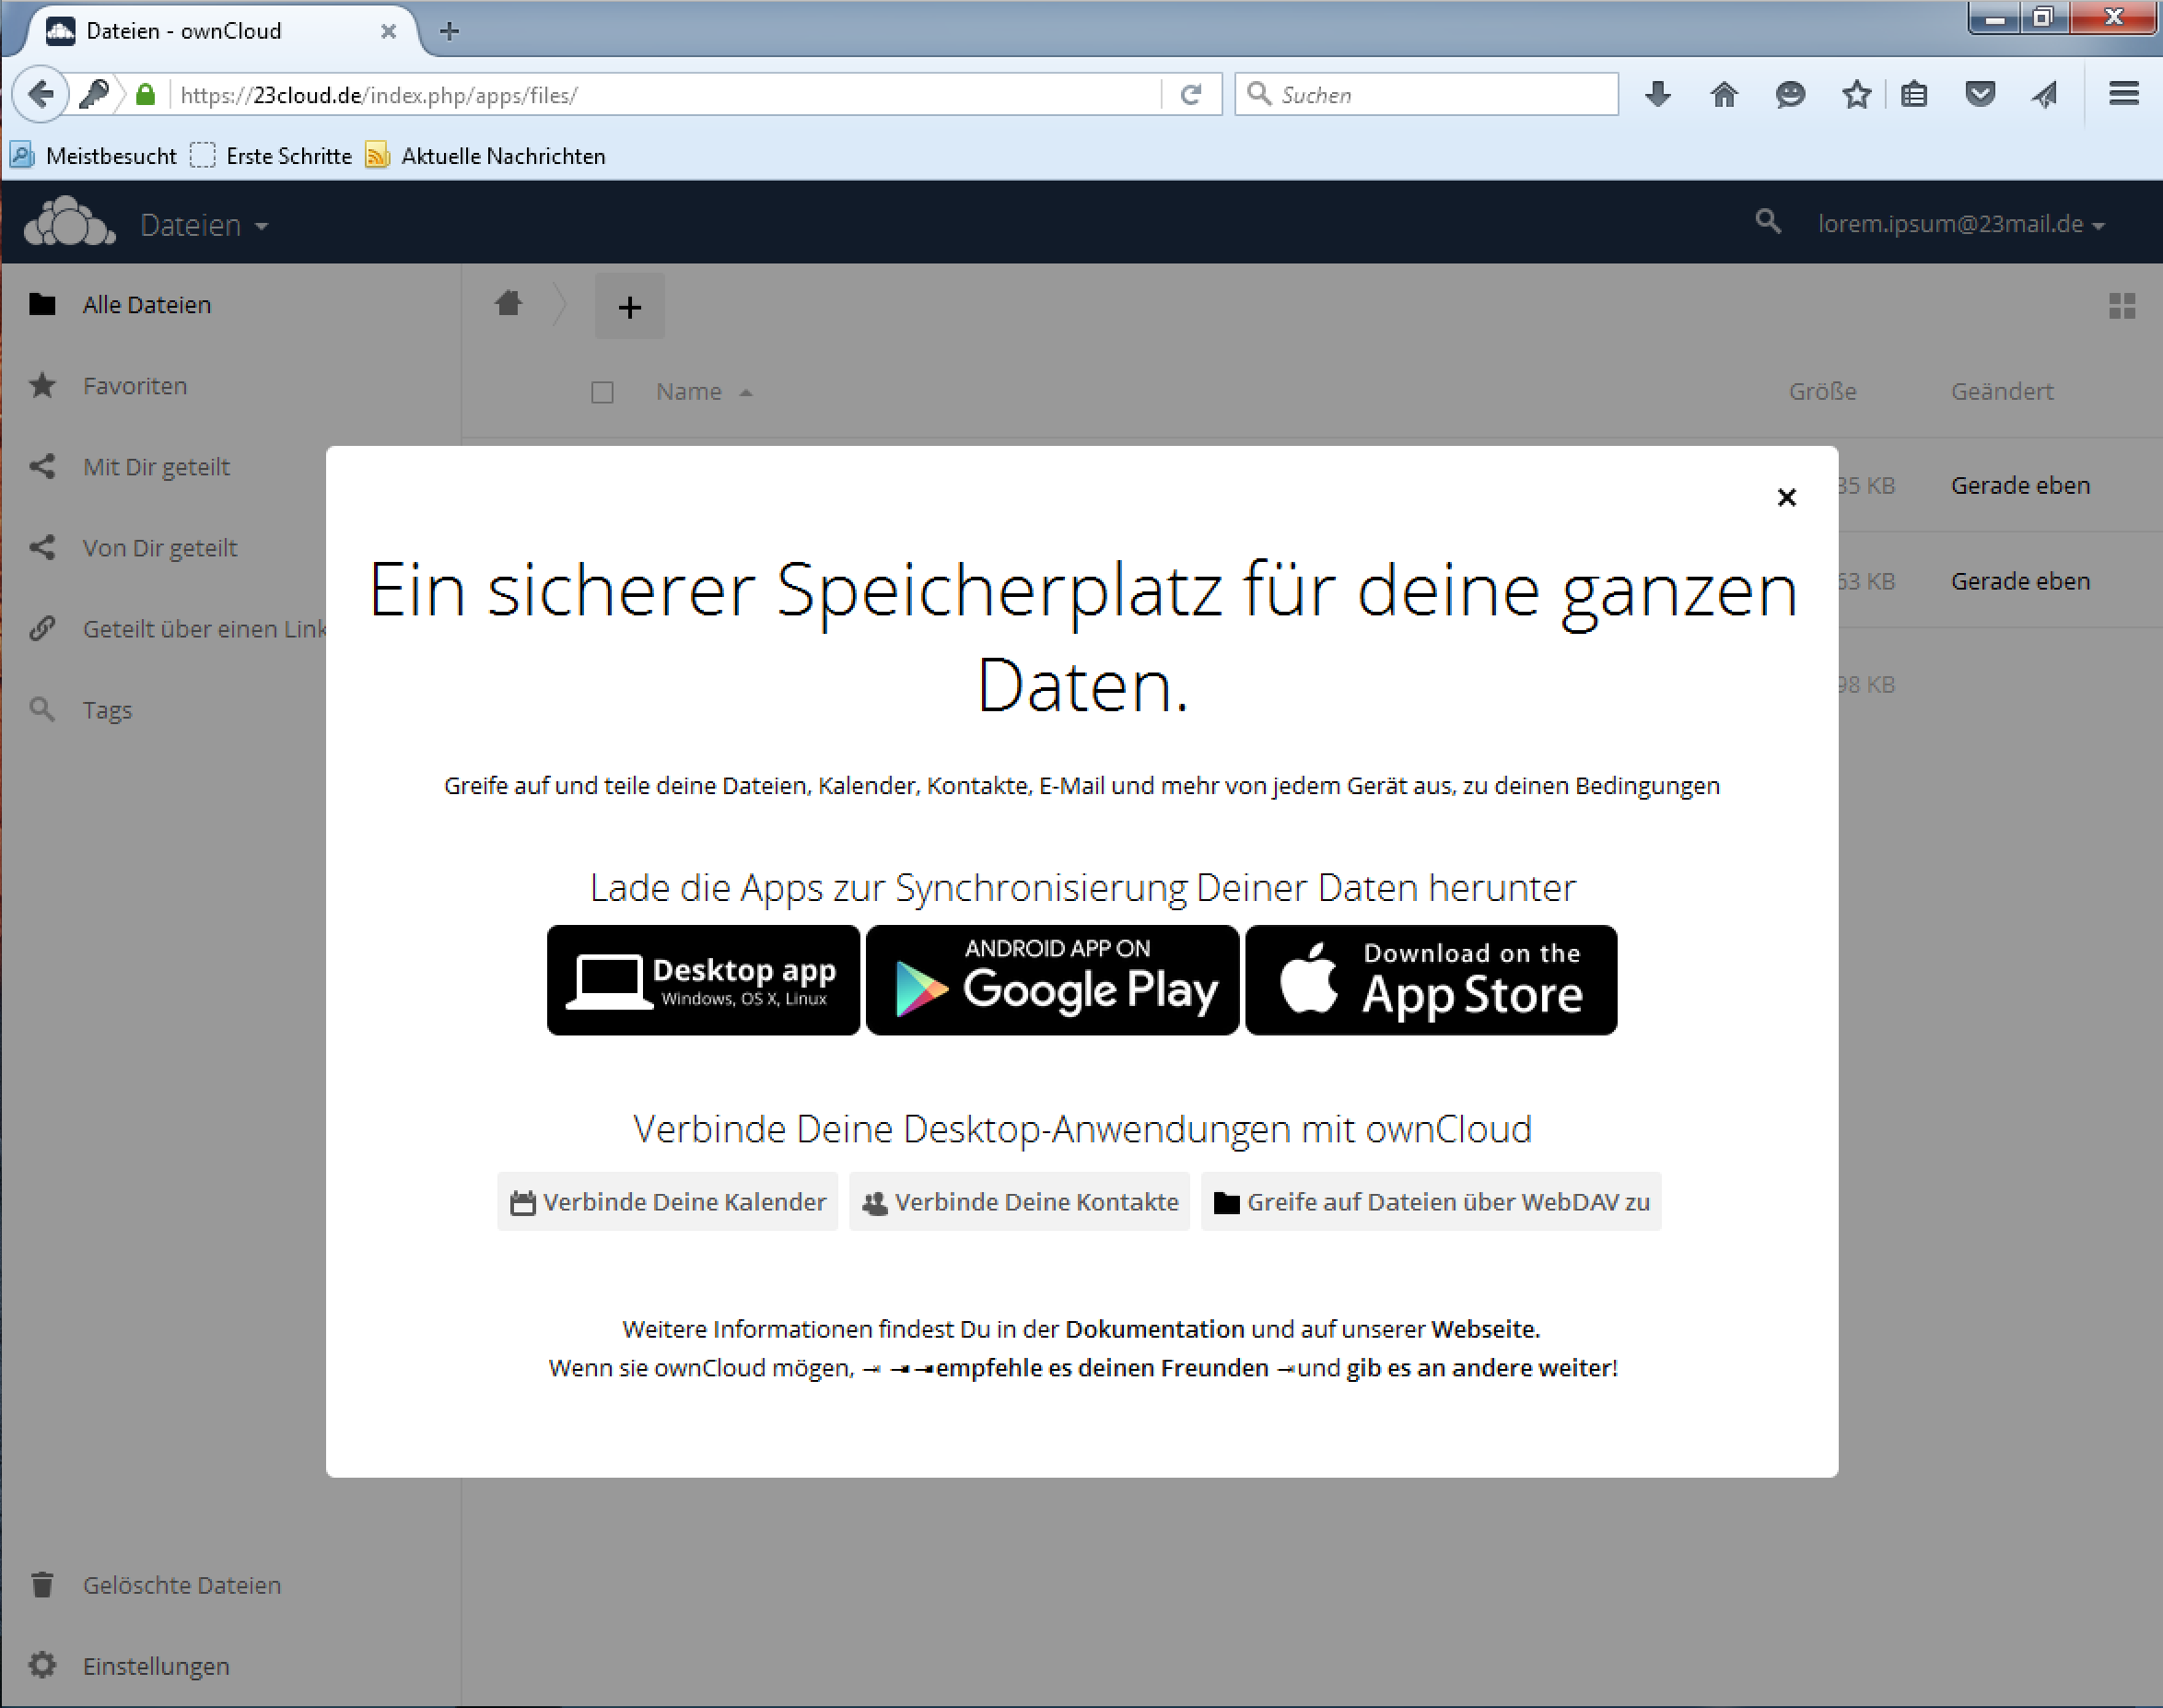 Dateien - ownCloud
https://23cloud.de/index.php/apps/files/
Suchen
Meistbesucht Erste Schritte Aktuelle Nachrichten
Dateien
lorem.ipsum@23mail.de
Alle Dateien
Favoriten
Mit Dir geteilt
Von Dir geteilt
Geteilt über einen Link
Tags
Gelöschte Dateien
Einstellungen
Name Größe Geändert
KB Gerade eben
KB Gerade eben
KB
Ein sicherer Speicherplatz für deine ganzen
Daten.
Greife auf und teile deine Dateien, Kalender, Kontakte, E-Mail und mehr von jedem Gerät aus, zu deinen Bedingungen
Lade die Apps zur Synchronisierung Deiner Daten herunter
Desktop app
Windows, OS X, Linux
ANDROID APP ON
Google Play
Download on the
App Store
Verbinde Deine Desktop-Anwendungen mit ownCloud
Verbinde Deine Kalender
Verbinde Deine Kontakte
Greife auf Dateien über WebDAV zu
Weitere Informationen findest Du in der Dokumentation und auf unserer Webseite.
Wenn sie ownCloud mögen, ⇥ ⇥ ⇥empfehle es deinen Freunden ⇥und gib es an andere weiter!